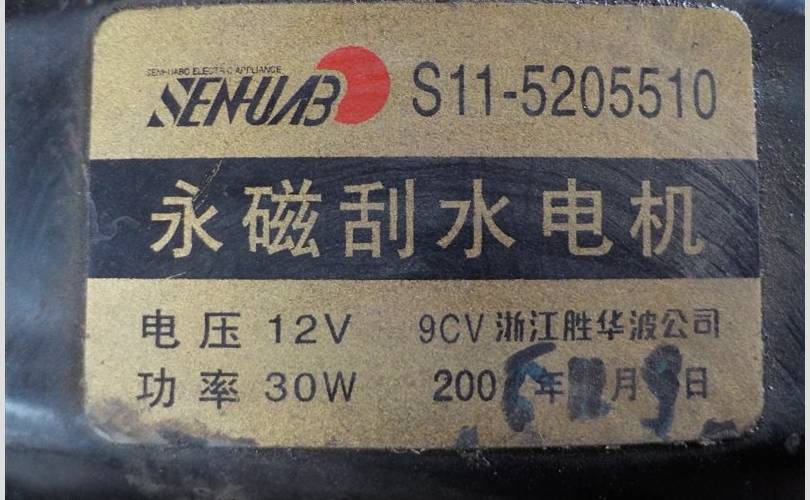 SENHUABO ELECTRIC APPLIANCE
SENHUAB S11-5205510
永磁刮水电机
电压 12V 9CV 浙江胜华波公司
功率 30W 200 年 月 9 日